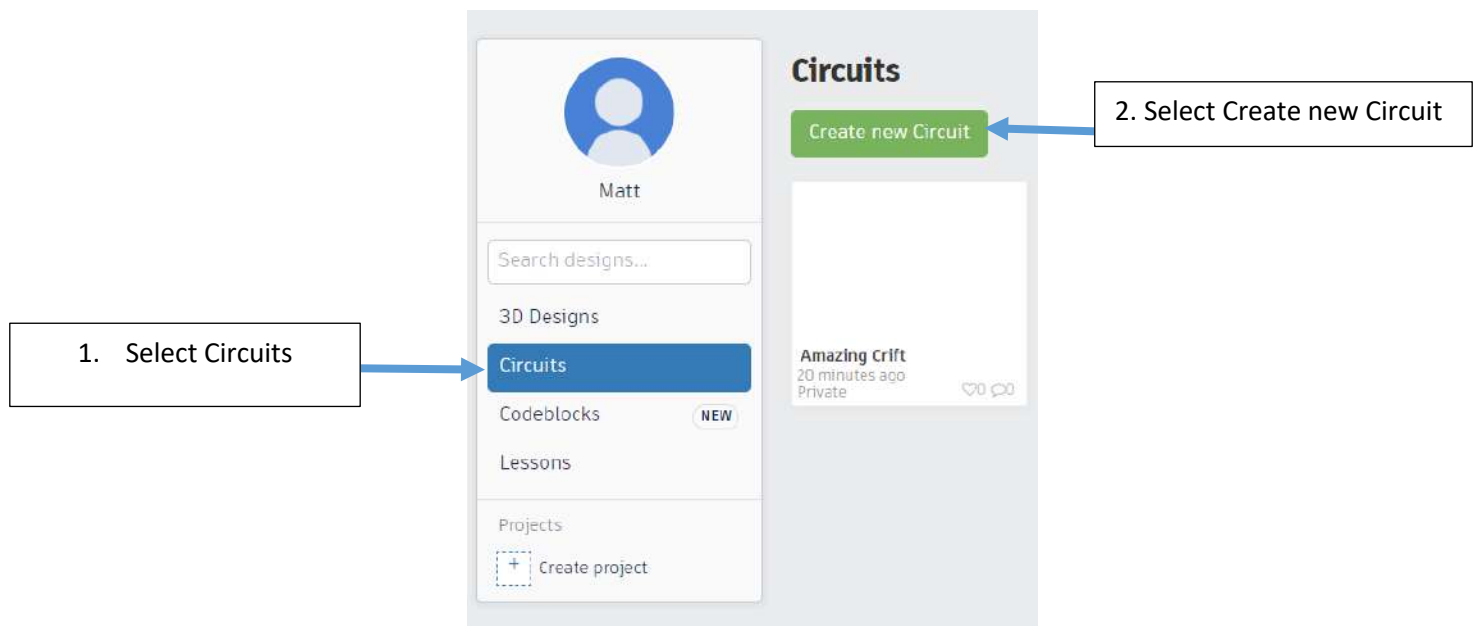 Circuits
Create new Circuit
2. Select Create new Circuit
Matt
Search designs...
3D Designs
1. Select Circuits
Circuits
Codeblocks NEW
Lessons
Amazing Crift
20 minutes ago
Private 0 0
Projects
+ Create project